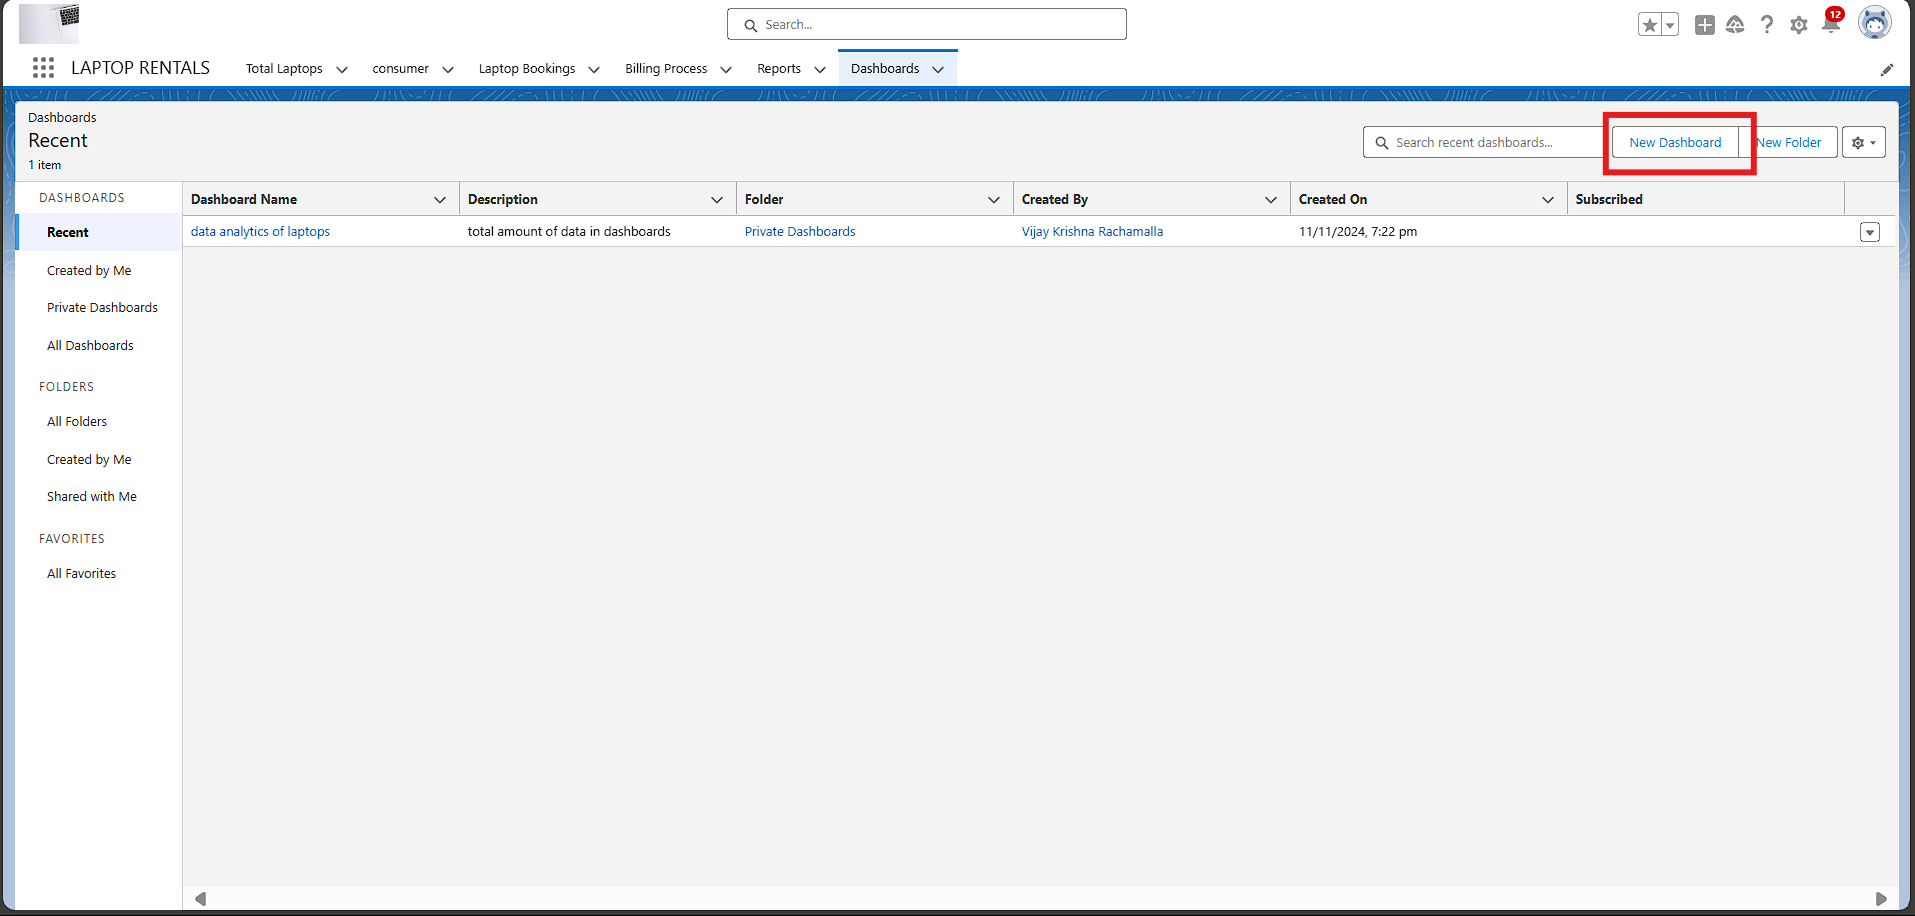 Search...
12
LAPTOP RENTALS Total Laptops consumer Laptop Bookings Billing Process Reports Dashboards
Dashboards
Recent
1 item
Search recent dashboards...
New Dashboard
New Folder
DASHBOARDS
Recent
Created by Me
Private Dashboards
All Dashboards
FOLDERS
All Folders
Created by Me
Shared with Me
FAVORITES
All Favorites
Dashboard Name Description Folder Created By Created On Subscribed
data analytics of laptops total amount of data in dashboards Private Dashboards Vijay Krishna Rachamalla 11/11/2024, 7:22 pm